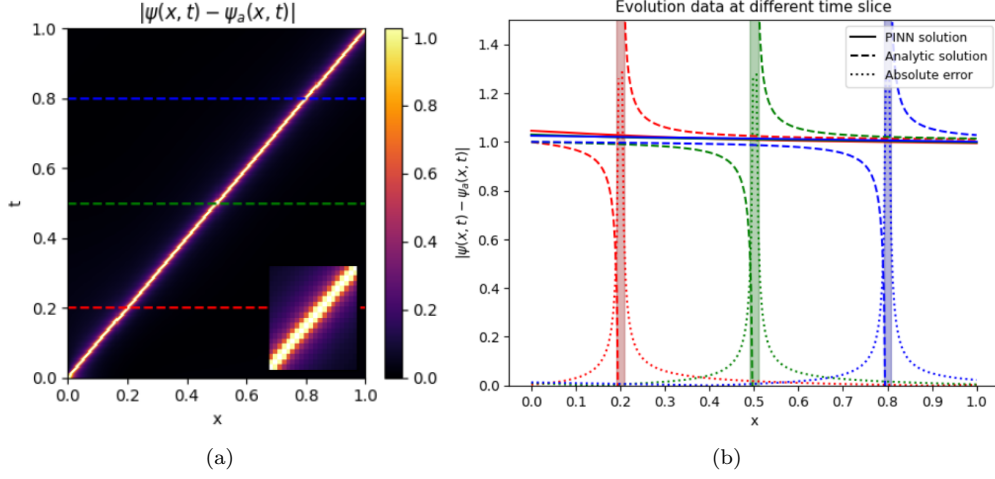 |ψ(x, t) − ψₐ(x, t)|
1.0
0.8
0.6
0.4
0.2
0.0
t
0.0 0.2 0.4 0.6 0.8 1.0
x
1.0
0.8
0.6
0.4
0.2
0.0
(a)
Evolution data at different time slice
PINN solution
Analytic solution
Absolute error
|ψ(x, t) − ψₐ(x, t)|
1.4
1.2
1.0
0.8
0.6
0.4
0.2
0.0
0.0 0.1 0.2 0.3 0.4 0.5 0.6 0.7 0.8 0.9 1.0
x
(b)